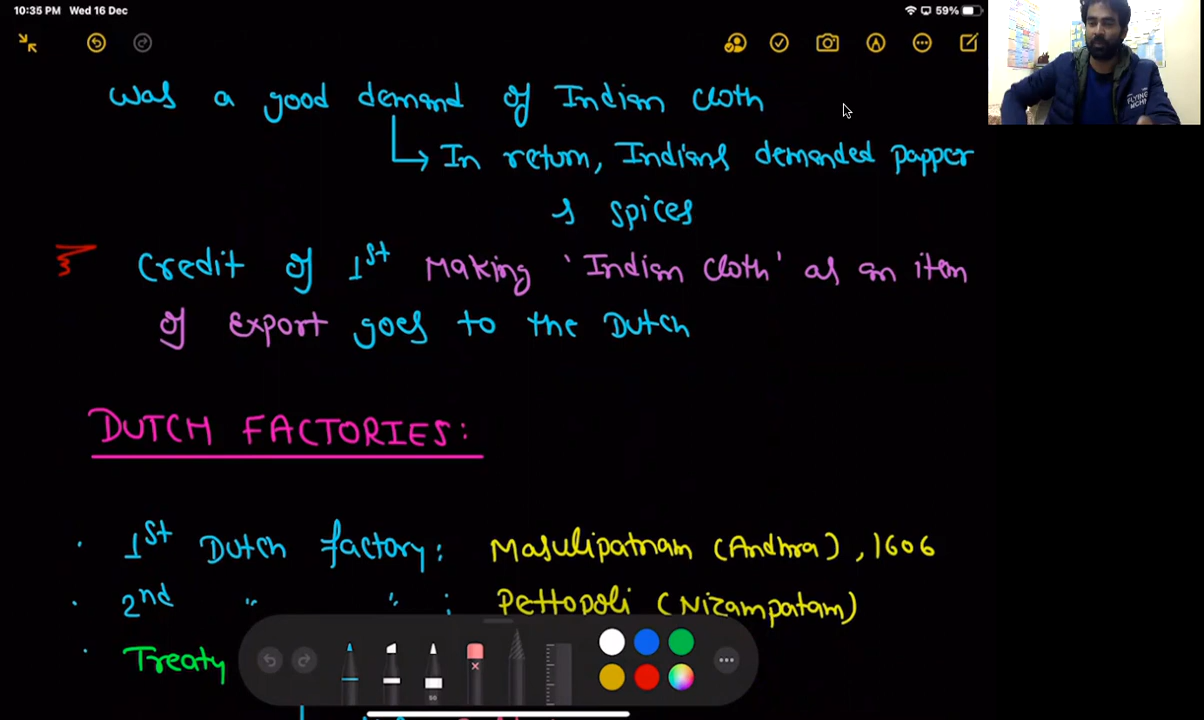 10:35 PM Wed 16 Dec
59%
was a good demand of Indian cloth
In return, Indians demanded papper
& spices
Credit of 1st Making 'Indian cloth' as an item
of export goes to the Dutch
DUTCH FACTORIES:
1st Dutch factory: Masulipatnam (Andhra), 1606
2nd " " : Pettopoli (Nizampatam)
Treaty
FLYING